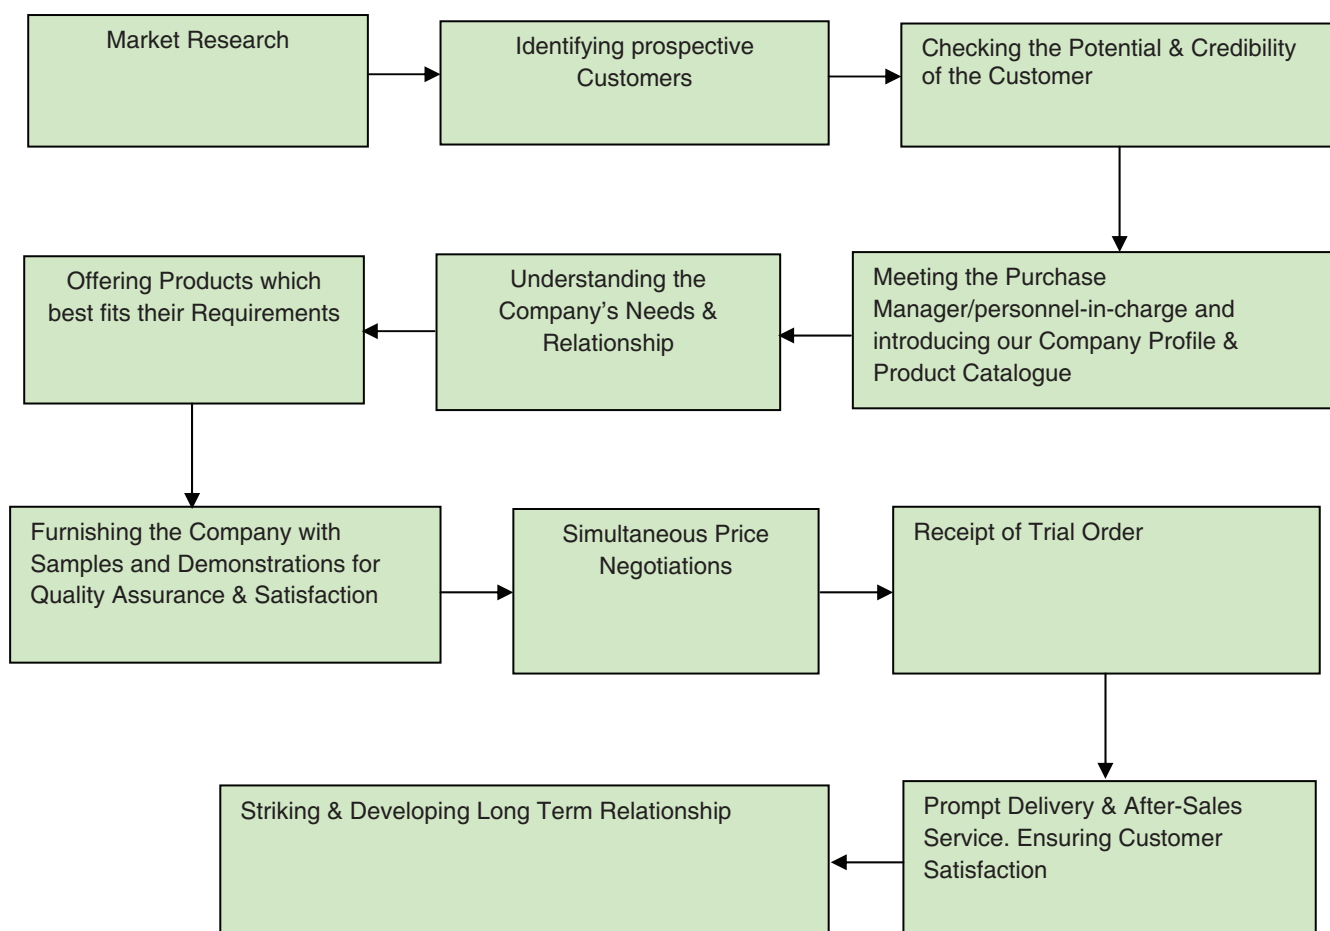 Market Research
Identifying prospective
Customers
Checking the Potential & Credibility
of the Customer
Meeting the Purchase
Manager/personnel-in-charge and
introducing our Company Profile &
Product Catalogue
Understanding the
Company’s Needs &
Relationship
Offering Products which
best fits their Requirements
Furnishing the Company with
Samples and Demonstrations for
Quality Assurance & Satisfaction
Simultaneous Price
Negotiations
Receipt of Trial Order
Prompt Delivery & After-Sales
Service. Ensuring Customer
Satisfaction
Striking & Developing Long Term Relationship